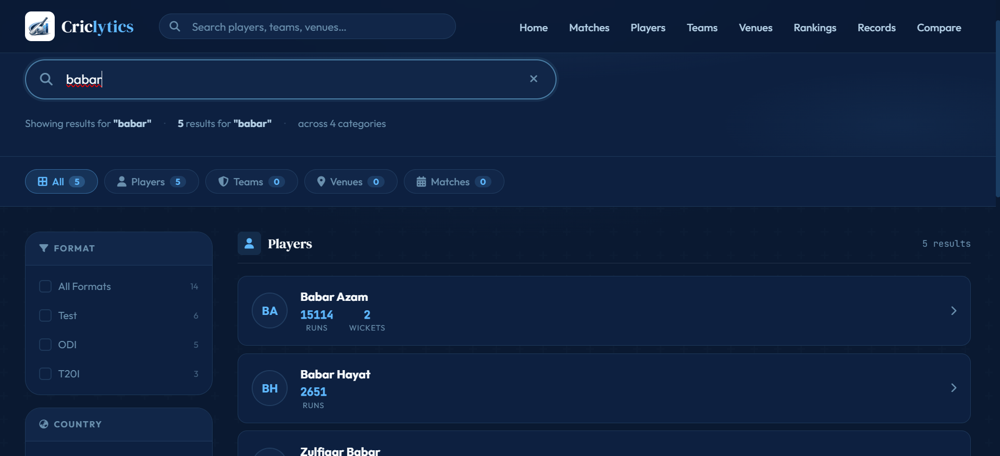 Criclytics
Search players, teams, venues...
Home Matches Players Teams Venues Rankings Records Compare
babar
Showing results for "babar" · 5 results for "babar" · across 4 categories
All 5 Players 5 Teams 0 Venues 0 Matches 0
FORMAT
All Formats 14
Test 6
ODI 5
T20I 3
COUNTRY
Players 5 results
BA
Babar Azam
15114 2
RUNS WICKETS
BH
Babar Hayat
2651
RUNS
Zulfiqar Babar